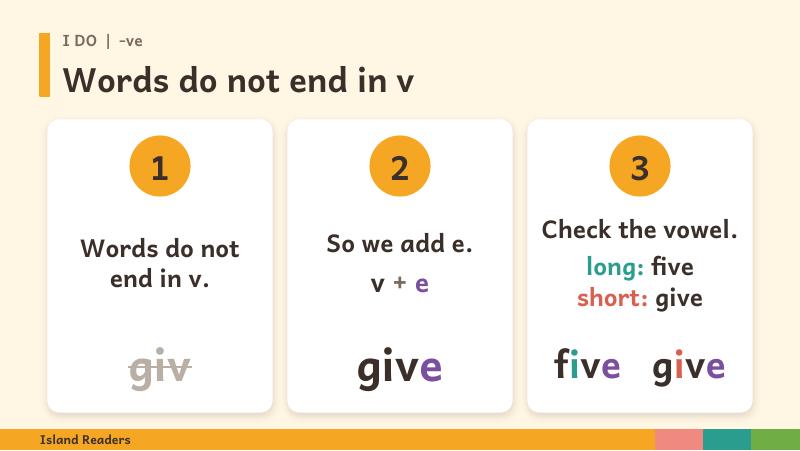 I DO | -ve
Words do not end in v
1
Words do not
end in v.
giv
2
So we add e.
v + e
give
3
Check the vowel.
long: five
short: give
five give
Island Readers